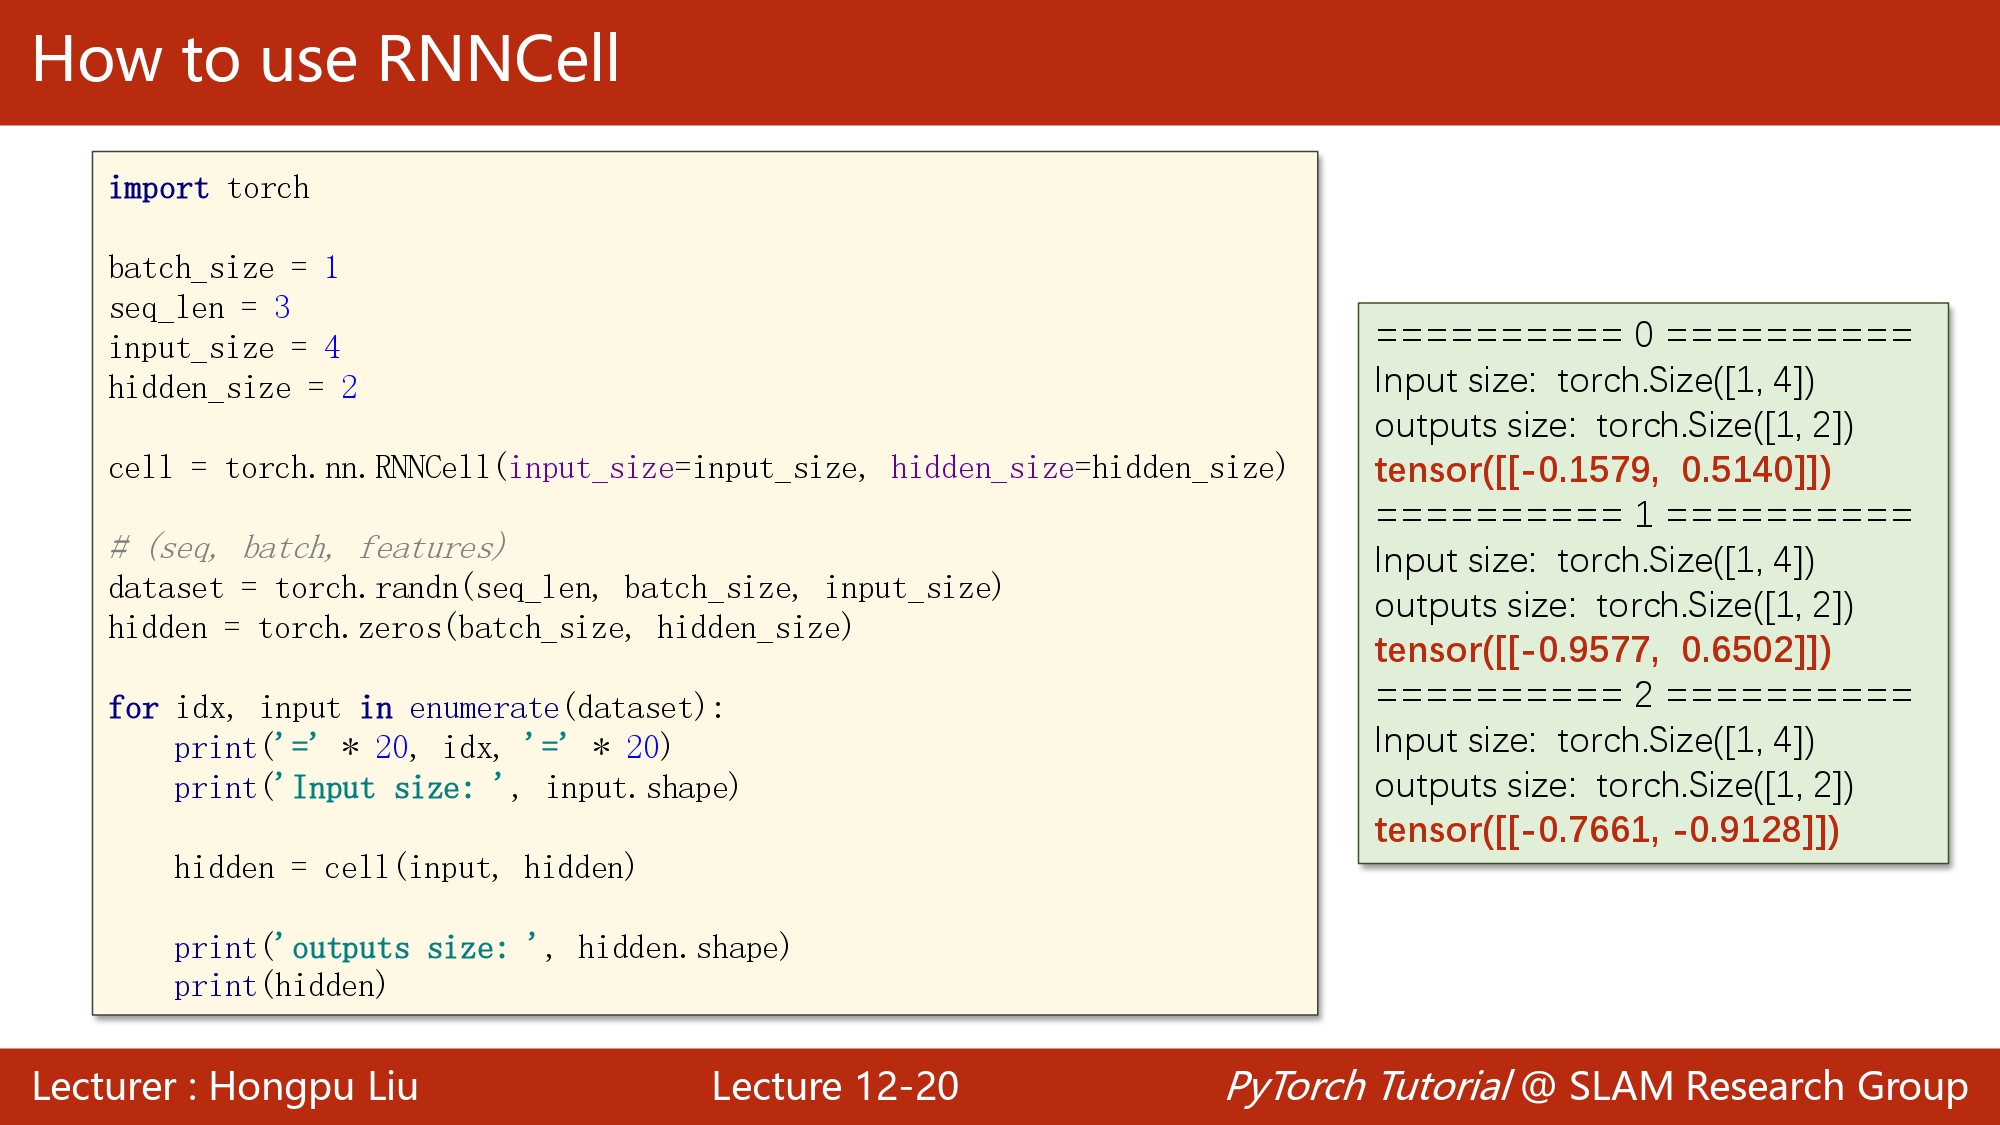 How to use RNNCell
import torch
batch_size = 1
seq_len = 3
input_size = 4
hidden_size = 2
cell = torch.nn.RNNCell(input_size=input_size, hidden_size=hidden_size)
# (seq, batch, features)
dataset = torch.randn(seq_len, batch_size, input_size)
hidden = torch.zeros(batch_size, hidden_size)
for idx, input in enumerate(dataset):
    print('=' * 20, idx, '=' * 20)
    print('Input size: ', input.shape)
    hidden = cell(input, hidden)
    print('outputs size: ', hidden.shape)
    print(hidden)
========== 0 ==========
Input size:  torch.Size([1, 4])
outputs size:  torch.Size([1, 2])
tensor([[-0.1579,  0.5140]])
========== 1 ==========
Input size:  torch.Size([1, 4])
outputs size:  torch.Size([1, 2])
tensor([[-0.9577,  0.6502]])
========== 2 ==========
Input size:  torch.Size([1, 4])
outputs size:  torch.Size([1, 2])
tensor([[-0.7661, -0.9128]])
Lecturer : Hongpu Liu
Lecture 12-20
PyTorch Tutorial @ SLAM Research Group